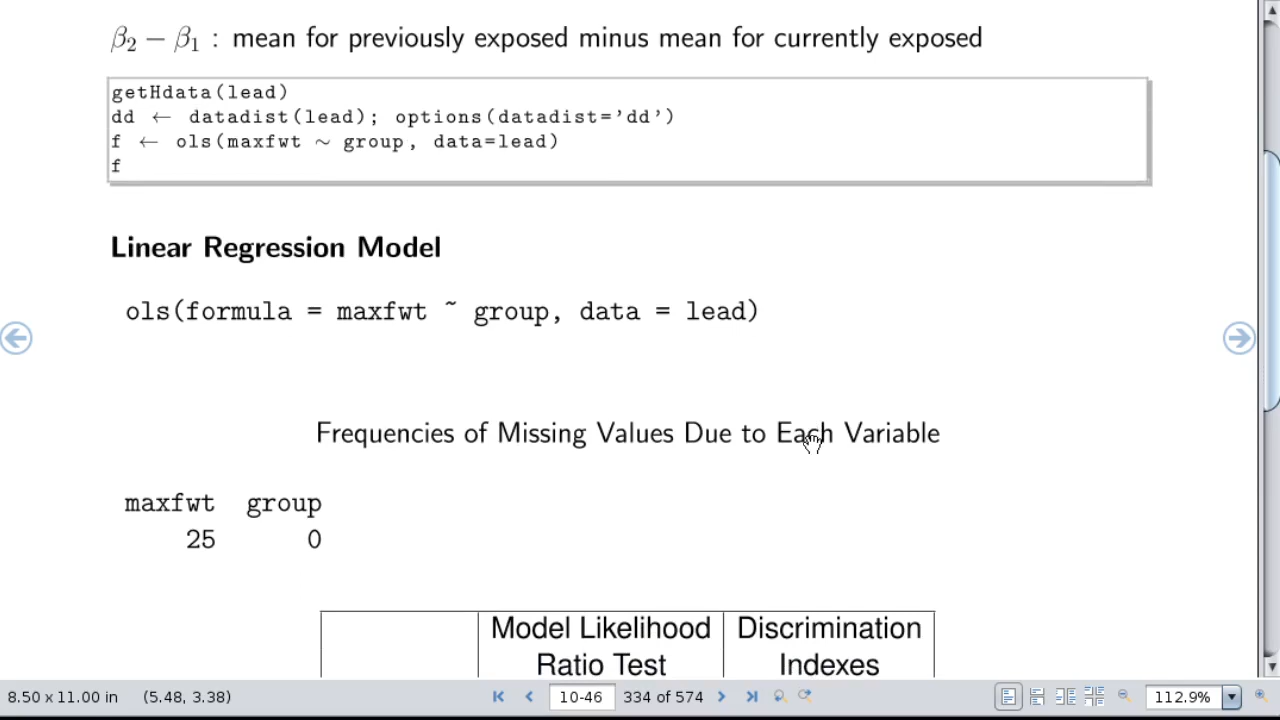 β₂ − β₁ : mean for previously exposed minus mean for currently exposed
getHdata(lead)
dd ← datadist(lead); options(datadist='dd')
f ← ols(maxfwt ~ group, data=lead)
f
Linear Regression Model
ols(formula = maxfwt ~ group, data = lead)
Frequencies of Missing Values Due to Each Variable
maxfwt group
25 0
Model Likelihood Discrimination
Ratio Test Indexes
8.50 x 11.00 in (5.48, 3.38) 10-46 334 of 574 112.9%